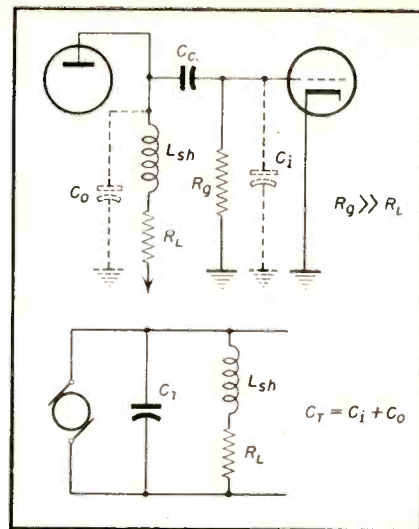 C_c
L_sh
C_o
R_g
C_i
R_g >> R_L
R_L
L_sh
C_T
C_T = C_i + C_o
R_L